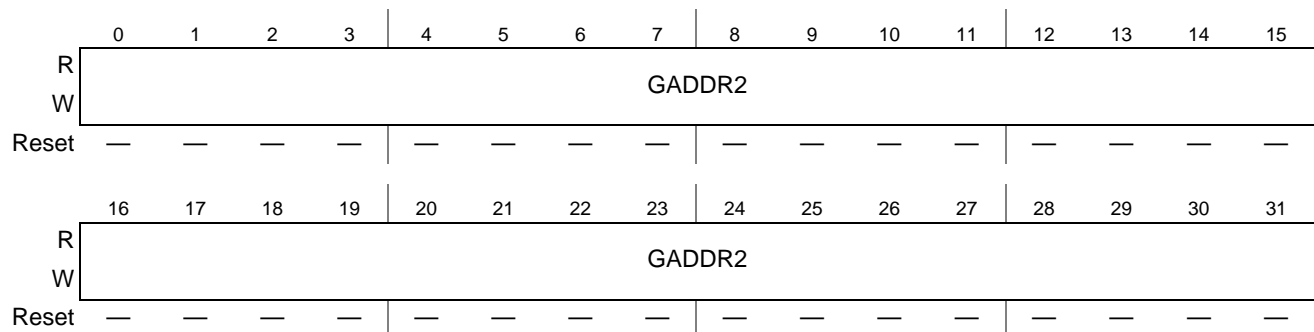 0 1 2 3 4 5 6 7 8 9 10 11 12 13 14 15
R
GADDR2
W
Reset — — — — — — — — — — — — — — — —
16 17 18 19 20 21 22 23 24 25 26 27 28 29 30 31
R
GADDR2
W
Reset — — — — — — — — — — — — — — — —